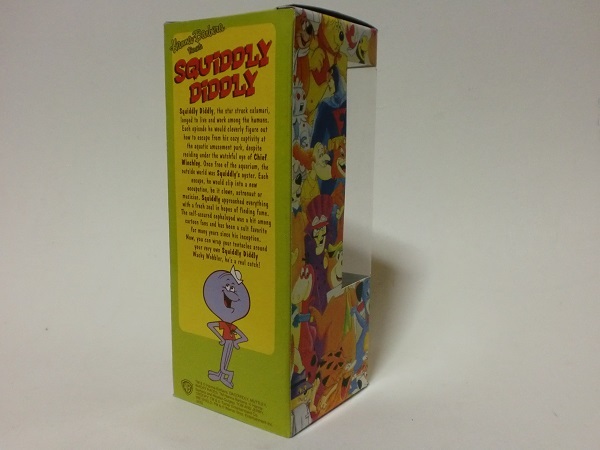 Hanna-Barbera
SQUIDDLY
DIDDLY
Squiddly Diddly, the star struck calamari,
longed to live and work among the humans.
Each episode he would cleverly figure out
how to escape from his cozy captivity at
the aquatic amusement park, despite
residing under the watchful eye of Chief
Winchley. Once free of the aquarium, the
outside world was Squiddly's oyster. Each
escape, he would slip into a new
occupation, be it clown, astronaut or
musician. Squiddly approached everything
with a fresh zeal in hopes of finding fame.
The self-assured cephalopod was a hit among
cartoon fans and has been a cult favorite
for many years since his inception.
Now, you can wrap your tentacles around
your very own Squiddly Diddly
Wacky Wobbler, he's a real catch!